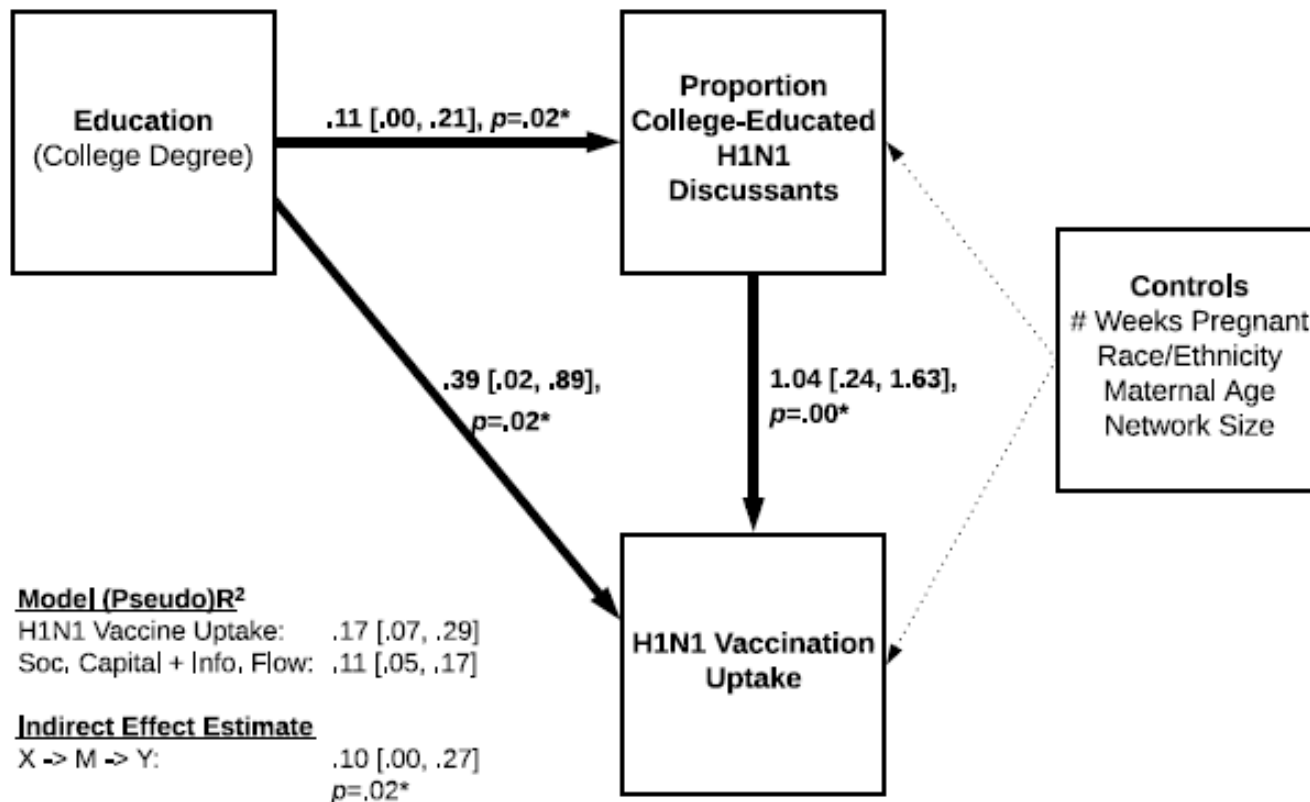 Education
(College Degree)
.11 [.00, .21], p=.02*
Proportion
College-Educated
H1N1
Discussants
Controls
# Weeks Pregnant
Race/Ethnicity
Maternal Age
Network Size
.39 [.02, .89],
p=.02*
1.04 [.24, 1.63],
p=.00*
H1N1 Vaccination
Uptake
Model (Pseudo)R²
H1N1 Vaccine Uptake: .17 [.07, .29]
Soc. Capital + Info. Flow: .11 [.05, .17]
Indirect Effect Estimate
X -> M -> Y: .10 [.00, .27]
p=.02*